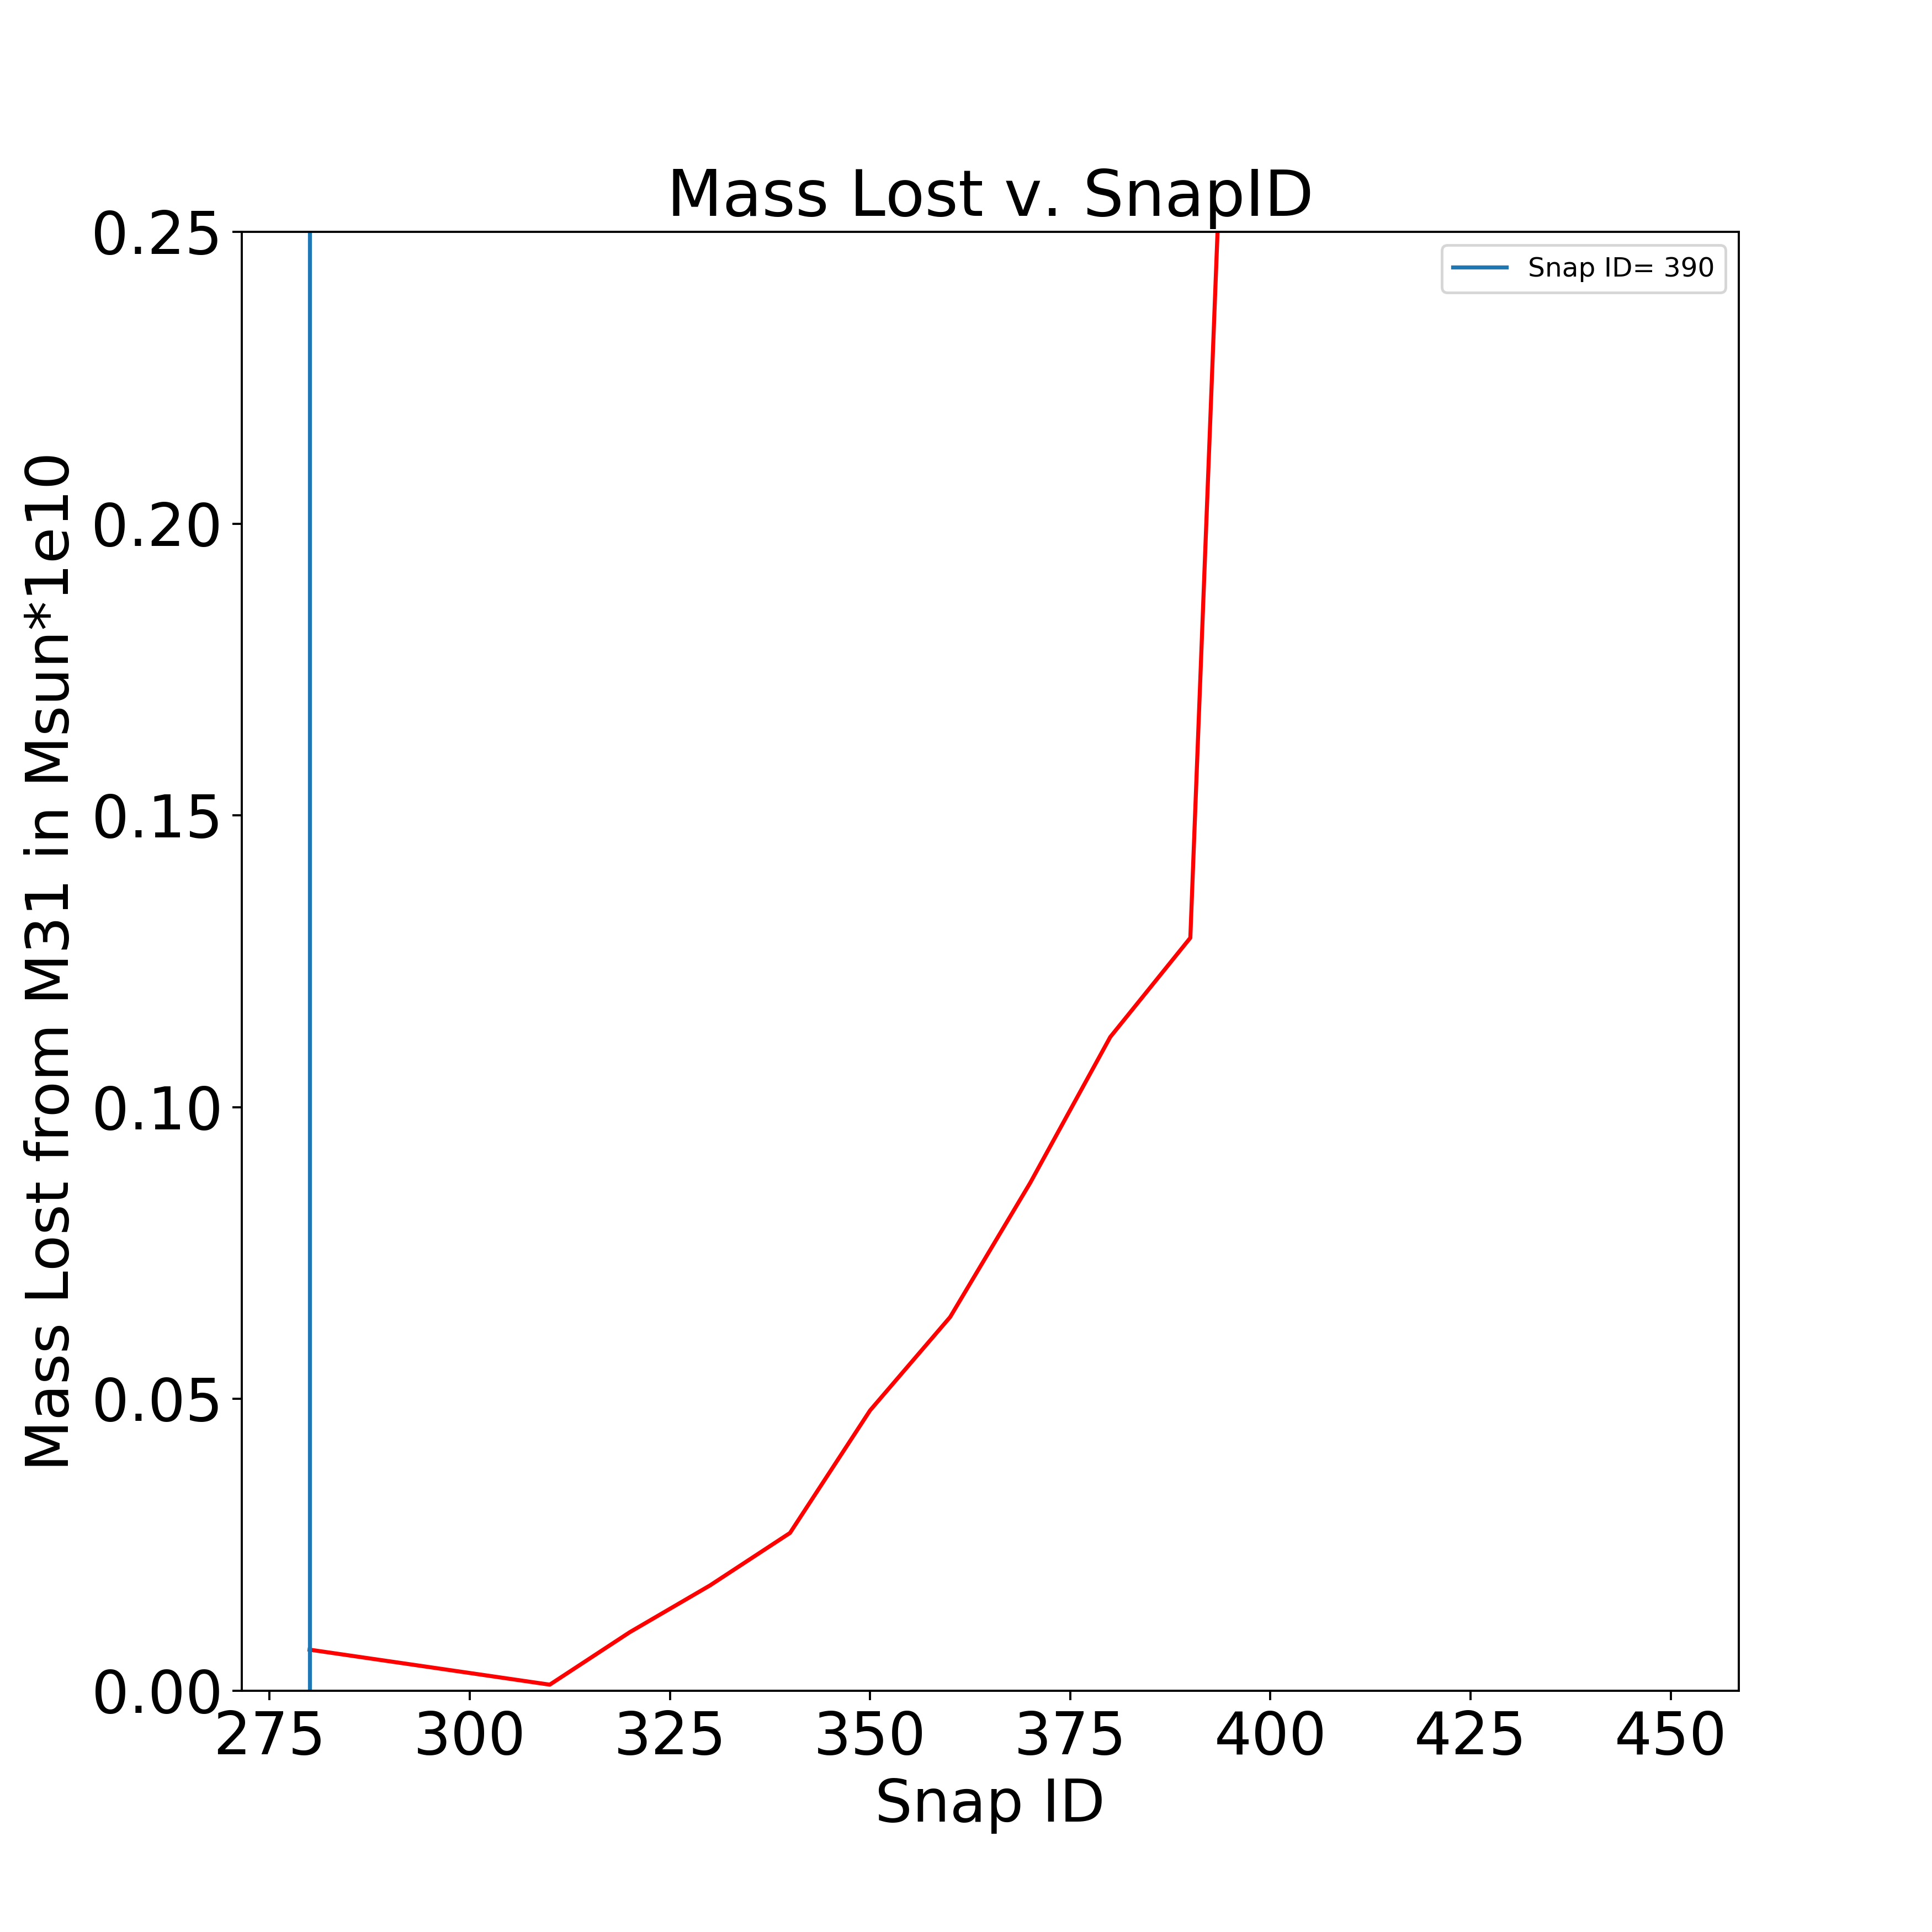 Mass Lost v. SnapID
Snap ID= 390
Mass Lost from M31 in Msun*1e10
0.25
0.20
0.15
0.10
0.05
0.00
275 300 325 350 375 400 425 450
Snap ID